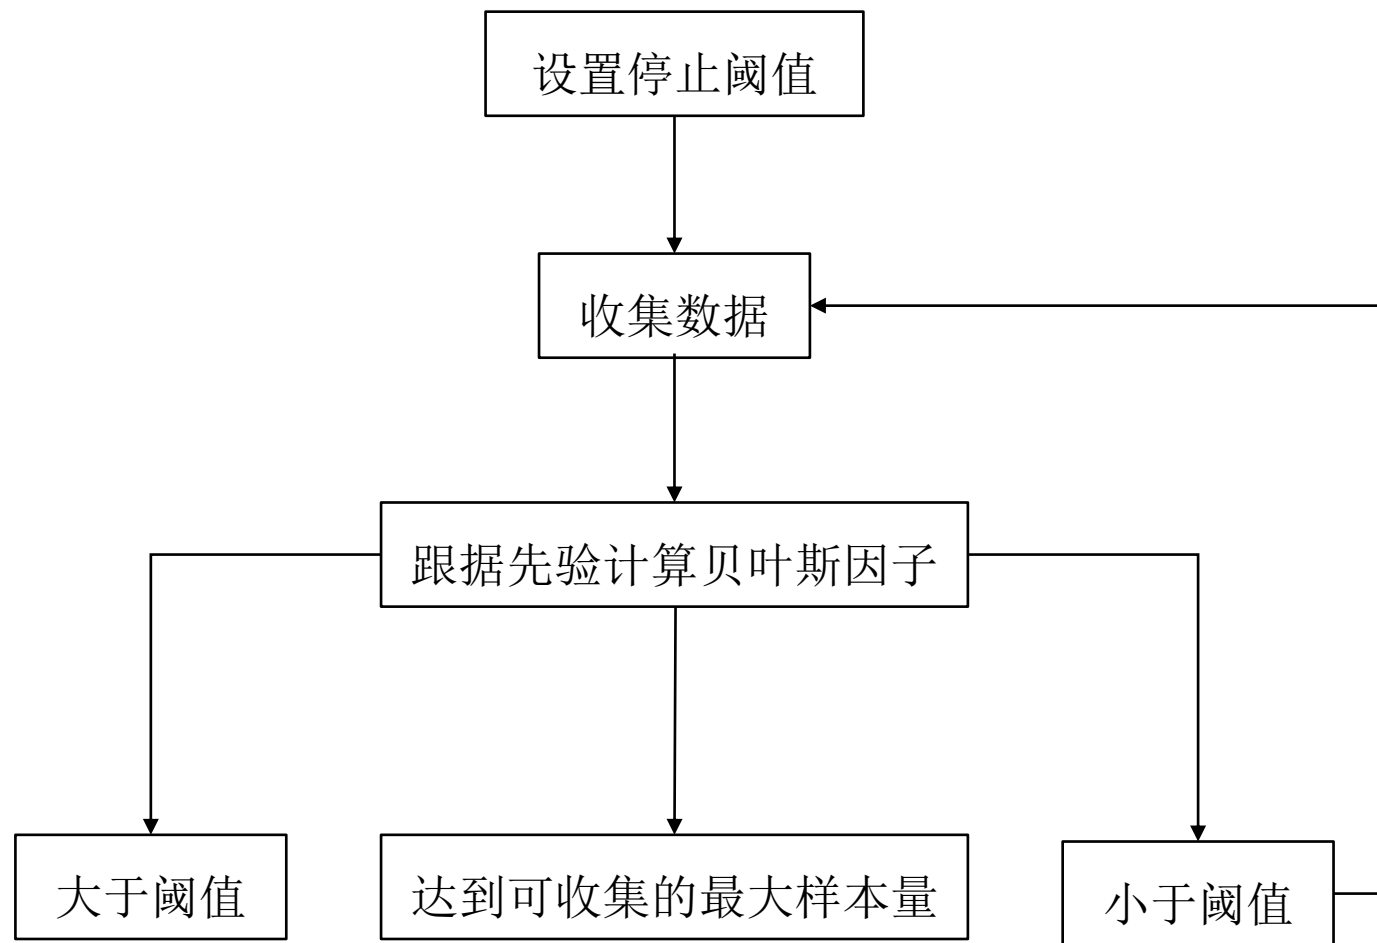 设置停止阈值
收集数据
跟据先验计算贝叶斯因子
大于阈值
达到可收集的最大样本量
小于阈值